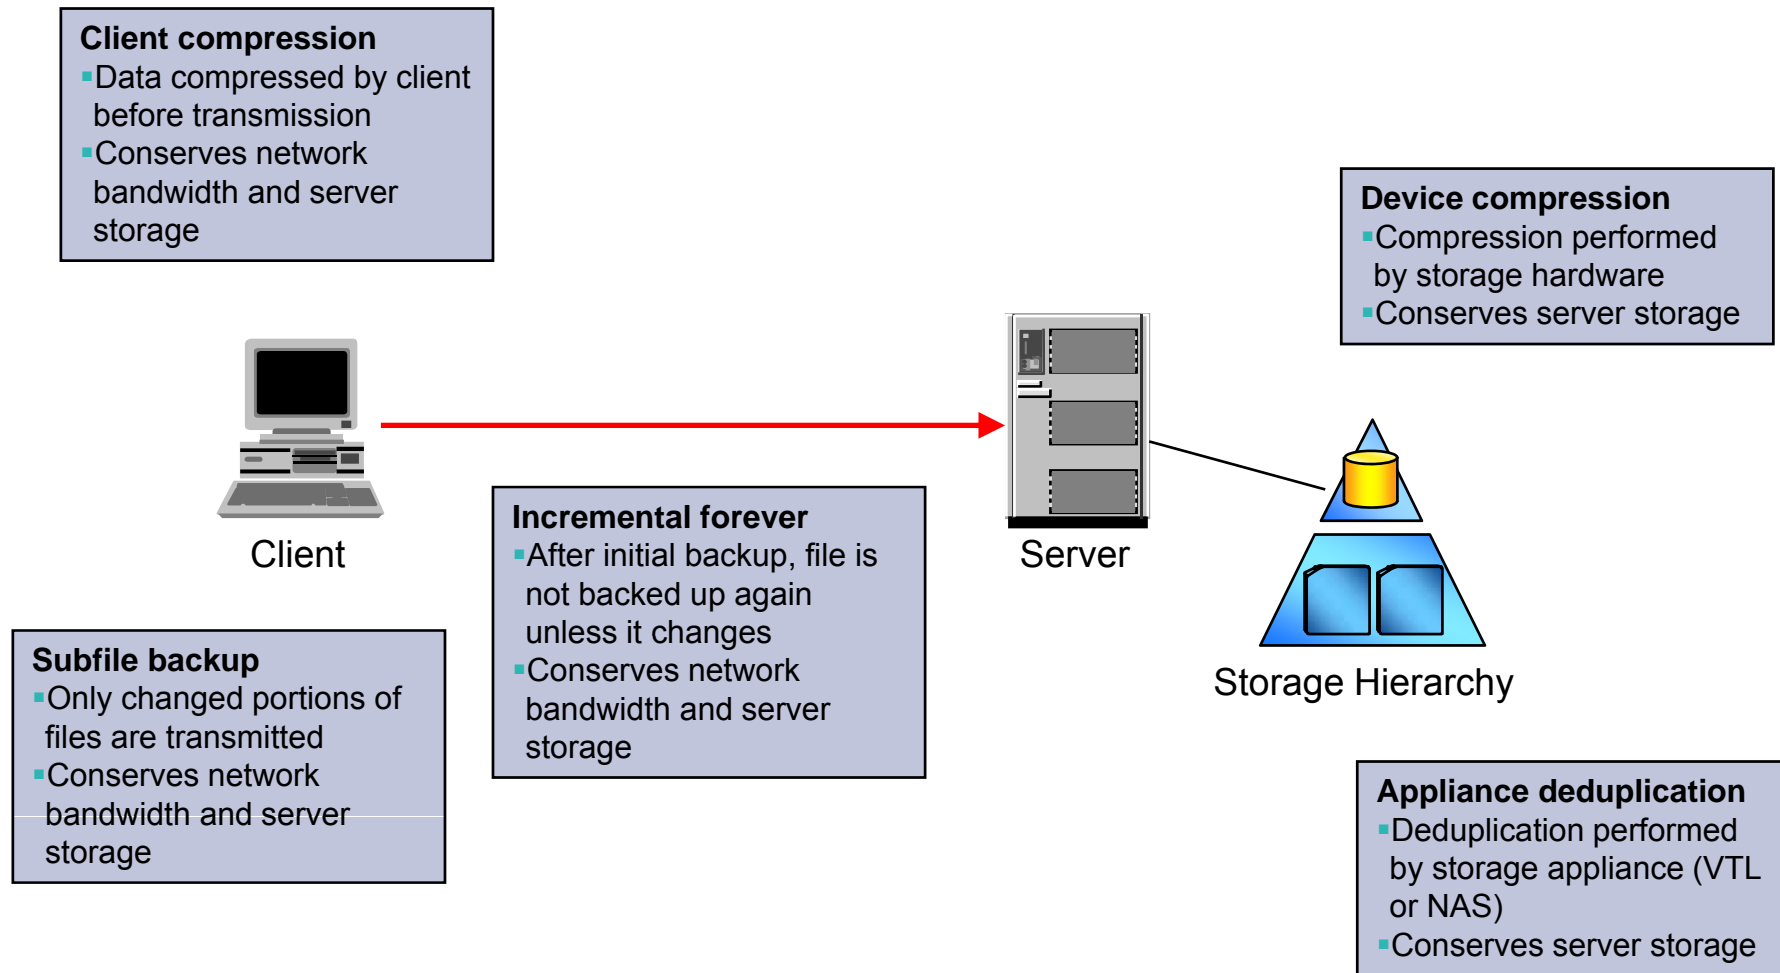 Client compression
▪Data compressed by client
before transmission
▪Conserves network
bandwidth and server
storage
Device compression
▪Compression performed
by storage hardware
▪Conserves server storage
Client
Incremental forever
▪After initial backup, file is
not backed up again
unless it changes
▪Conserves network
bandwidth and server
storage
Server
Storage Hierarchy
Subfile backup
▪Only changed portions of
files are transmitted
▪Conserves network
bandwidth and server
storage
Appliance deduplication
▪Deduplication performed
by storage appliance (VTL
or NAS)
▪Conserves server storage